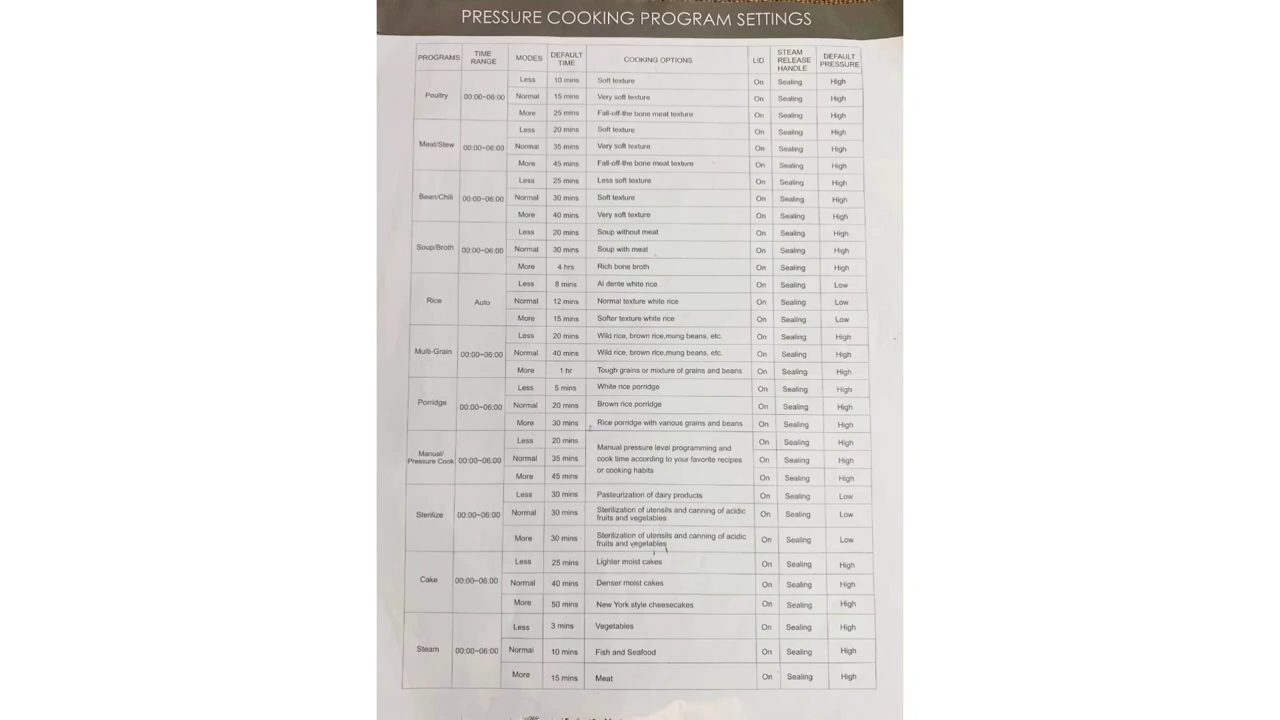 PRESSURE COOKING PROGRAM SETTINGS
PROGRAMS TIME RANGE MODES DEFAULT TIME COOKING OPTIONS LID STEAM RELEASE HANDLE DEFAULT PRESSURE
Poultry 00:00~06:00 Less 10 mins Soft texture On Sealing High
Normal 15 mins Very soft texture On Sealing High
More 25 mins Fall-off-the bone meat texture On Sealing High
Meat/Stew 00:00~06:00 Less 20 mins Soft texture On Sealing High
Normal 35 mins Very soft texture On Sealing High
More 45 mins Fall-off-the bone meat texture On Sealing High
Bean/Chili 00:00~06:00 Less 25 mins Less soft texture On Sealing High
Normal 30 mins Soft texture On Sealing High
More 40 mins Very soft texture On Sealing High
Soup/Broth 00:00~06:00 Less 20 mins Soup without meat On Sealing High
Normal 30 mins Soup with meat On Sealing High
More 4 hrs Rich bone broth On Sealing High
Rice Auto Less 8 mins Al dente white rice On Sealing Low
Normal 12 mins Normal texture white rice On Sealing Low
More 15 mins Softer texture white rice On Sealing Low
Multi-Grain 00:00~06:00 Less 20 mins Wild rice, brown rice,mung beans, etc. On Sealing High
Normal 40 mins Wild rice, brown rice,mung beans, etc. On Sealing High
More 1 hr Tough grains or mixture of grains and beans On Sealing High
Porridge 00:00~06:00 Less 5 mins White rice porridge On Sealing High
Normal 20 mins Brown rice porridge On Sealing High
More 30 mins Rice porridge with various grains and beans On Sealing High
Manual/ Pressure Cook 00:00~06:00 Less 20 mins Manual pressure level programming and On Sealing High
Normal 35 mins cook time according to your favorite recipes On Sealing High
More 45 mins or cooking habits On Sealing High
Sterilize 00:00~06:00 Less 30 mins Pasteurization of dairy products On Sealing Low
Normal 30 mins Sterilization of utensils and canning of acidic fruits and vegetables On Sealing Low
More 30 mins Sterilization of utensils and canning of acidic fruits and vegetables On Sealing Low
Cake 00:00~06:00 Less 25 mins Lighter moist cakes On Sealing High
Normal 40 mins Denser moist cakes On Sealing High
More 50 mins New York style cheesecakes On Sealing High
Steam 00:00~06:00 Less 3 mins Vegetables On Sealing High
Normal 10 mins Fish and Seafood On Sealing High
More 15 mins Meat On Sealing High